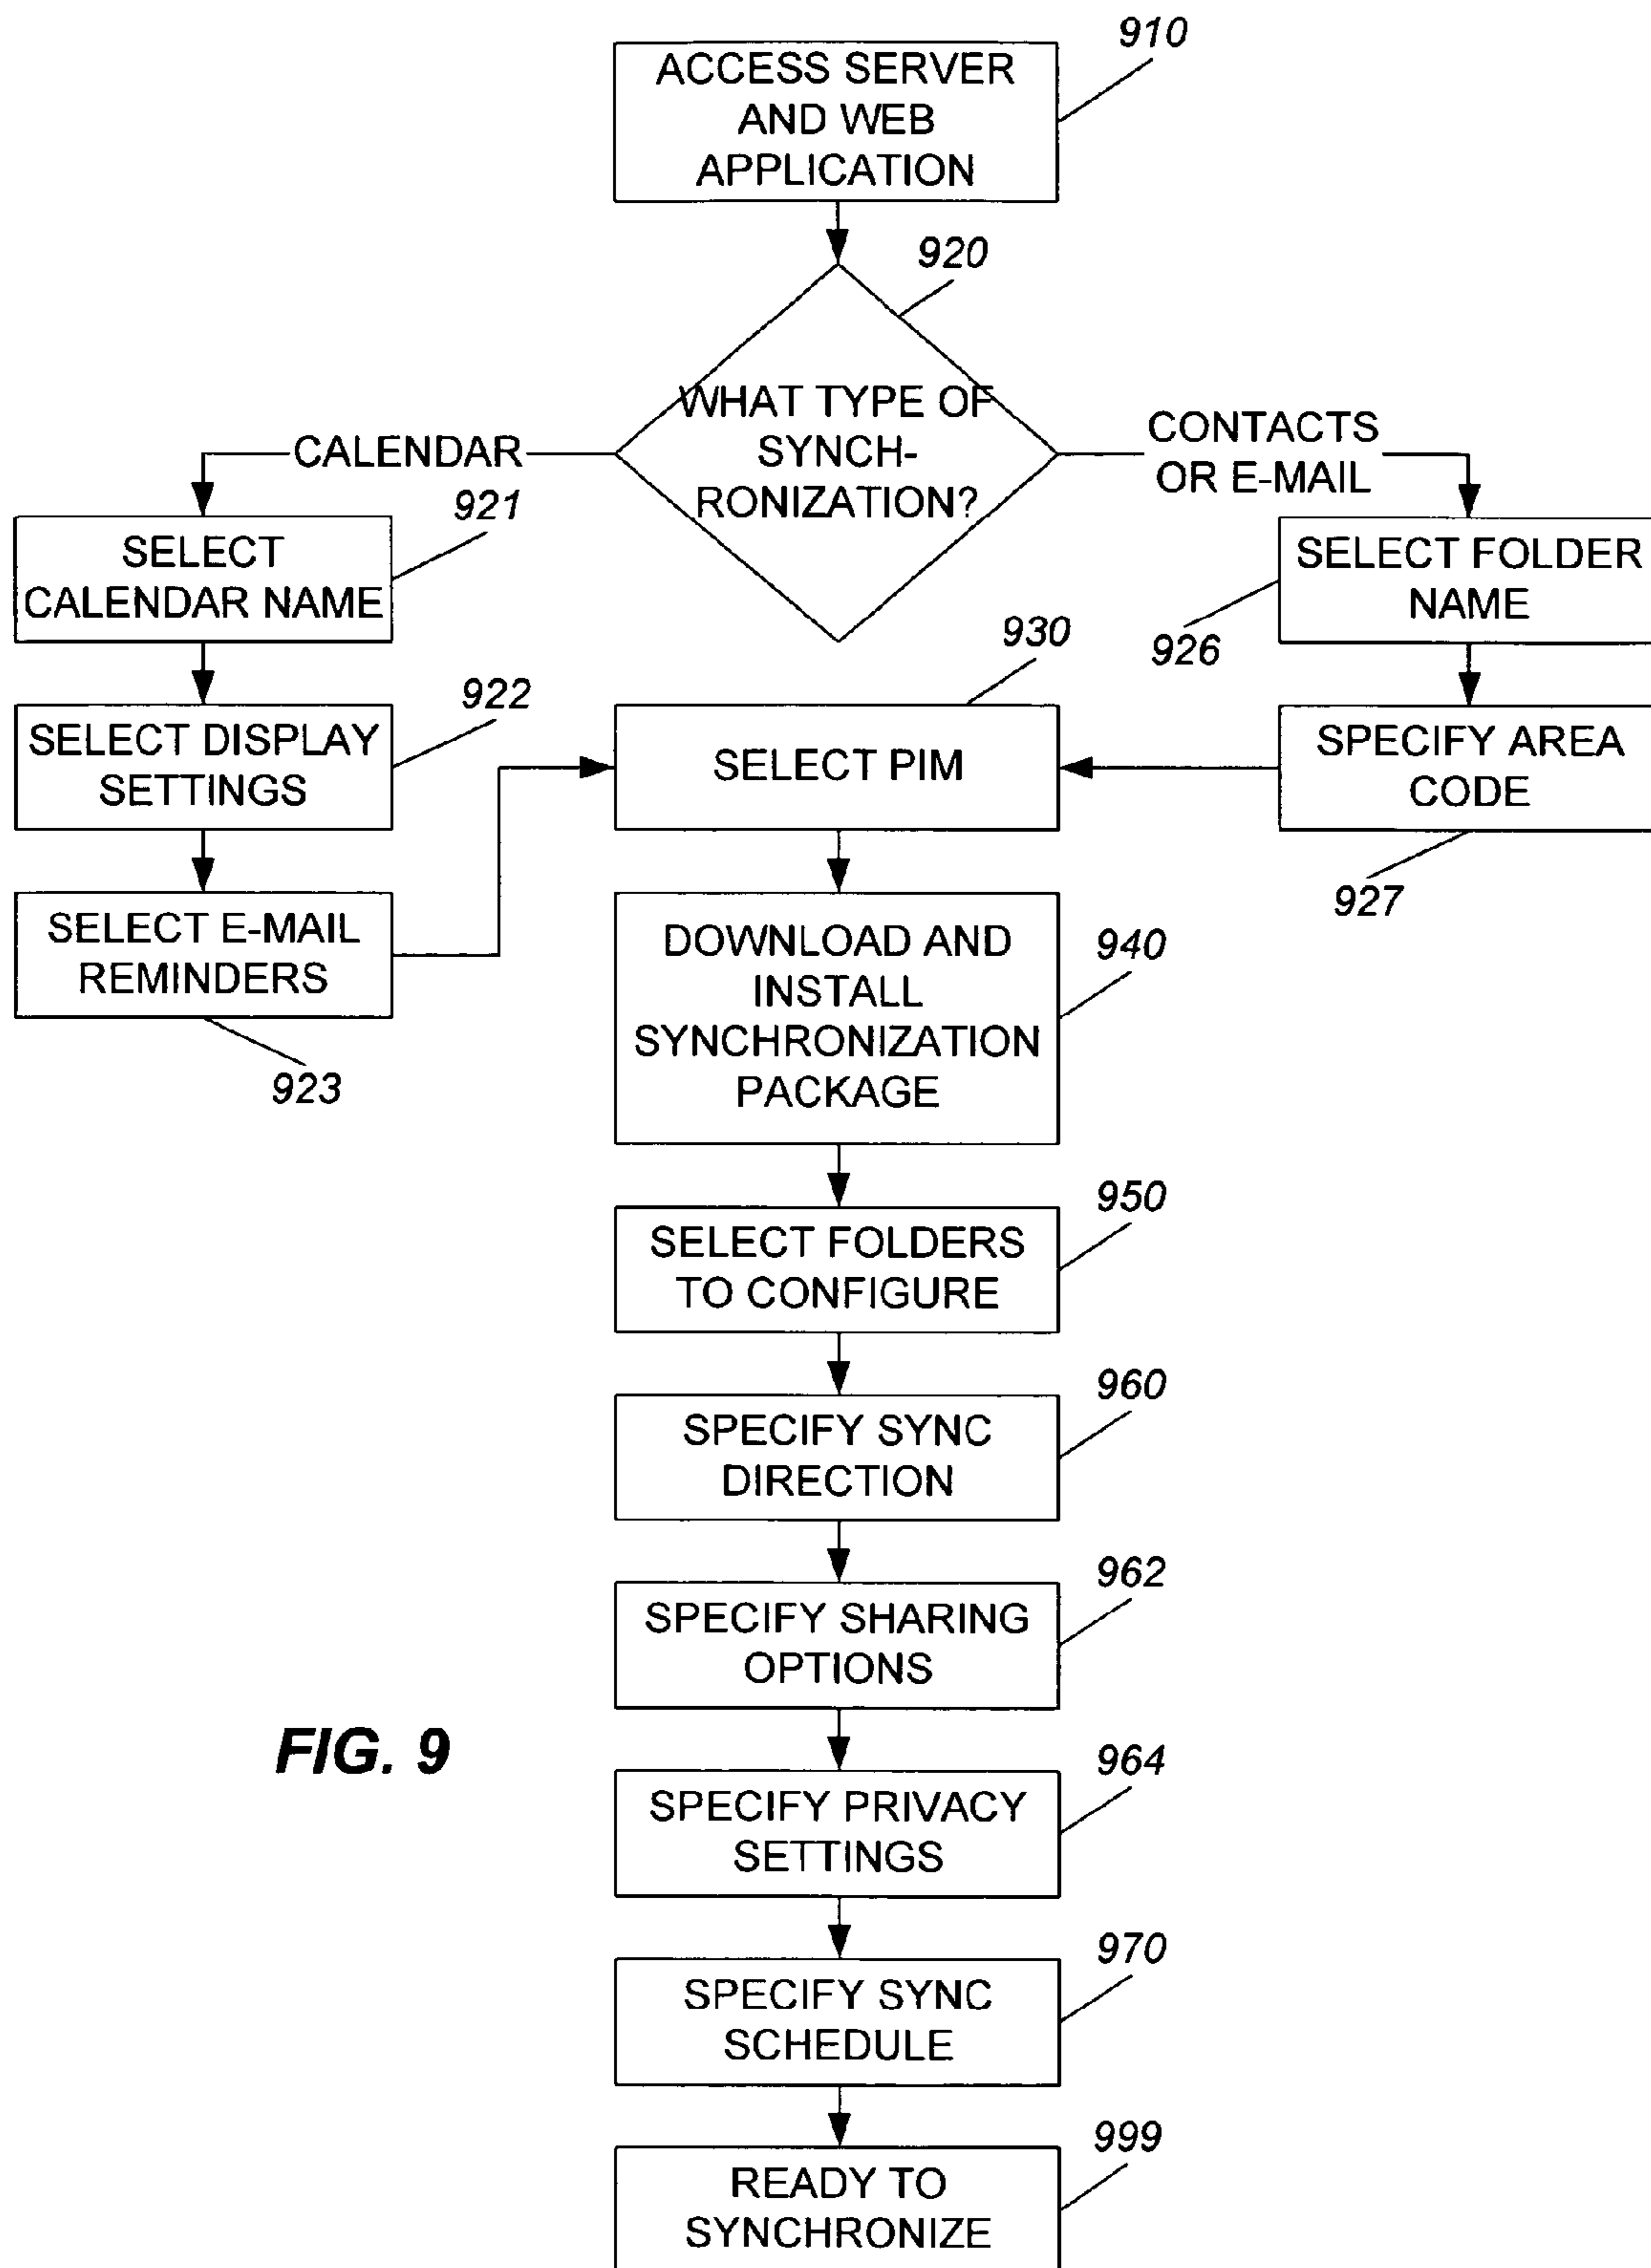 910
ACCESS SERVER
AND WEB
APPLICATION
920
WHAT TYPE OF
SYNCH-
RONIZATION?
CALENDAR
CONTACTS
OR E-MAIL
921
SELECT
CALENDAR NAME
SELECT FOLDER
NAME
926
922
SELECT DISPLAY
SETTINGS
930
SELECT PIM
SPECIFY AREA
CODE
927
SELECT E-MAIL
REMINDERS
923
DOWNLOAD AND
INSTALL
SYNCHRONIZATION
PACKAGE
940
950
SELECT FOLDERS
TO CONFIGURE
960
SPECIFY SYNC
DIRECTION
962
SPECIFY SHARING
OPTIONS
FIG. 9
964
SPECIFY PRIVACY
SETTINGS
970
SPECIFY SYNC
SCHEDULE
999
READY TO
SYNCHRONIZE